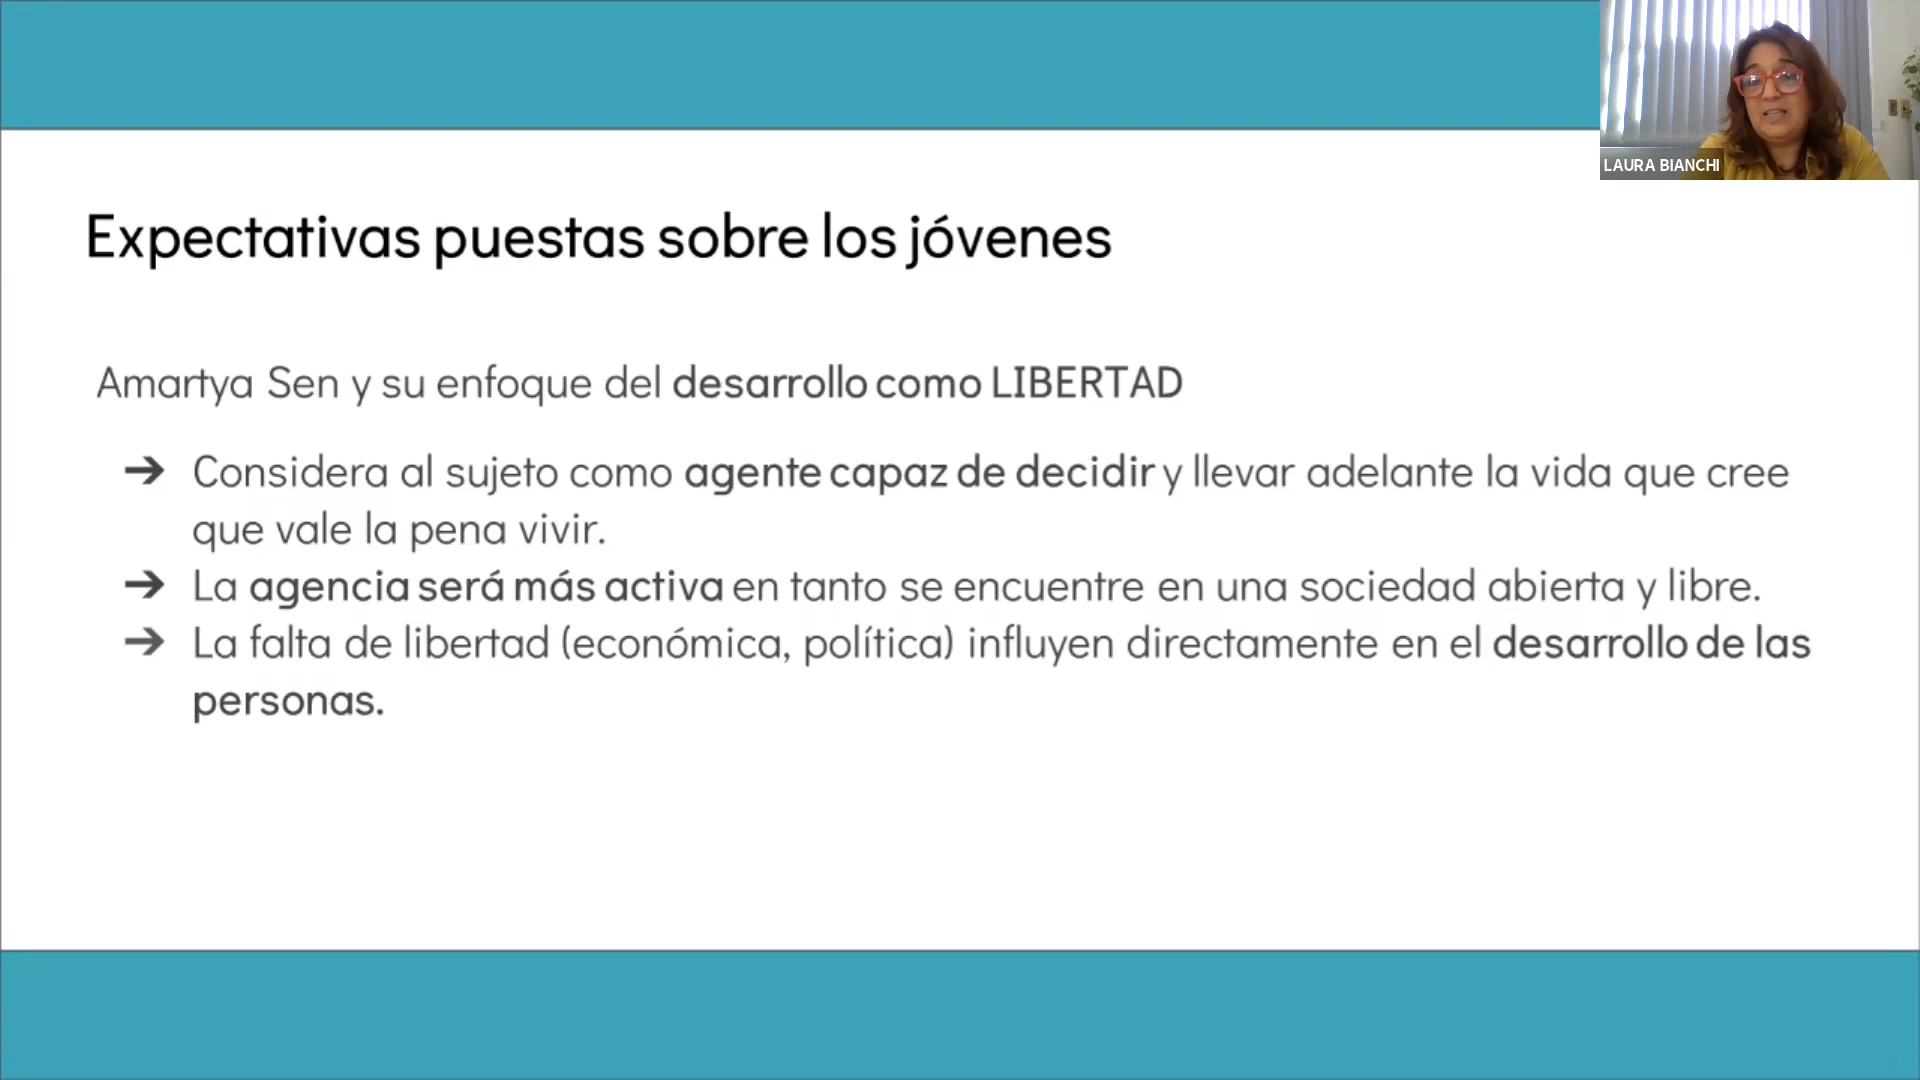 LAURA BIANCHI
Expectativas puestas sobre los jóvenes
Amartya Sen y su enfoque del desarrollo como LIBERTAD
➔ Considera al sujeto como agente capaz de decidir y llevar adelante la vida que cree
que vale la pena vivir.
➔ La agencia será más activa en tanto se encuentre en una sociedad abierta y libre.
➔ La falta de libertad (económica, política) influyen directamente en el desarrollo de las
personas.